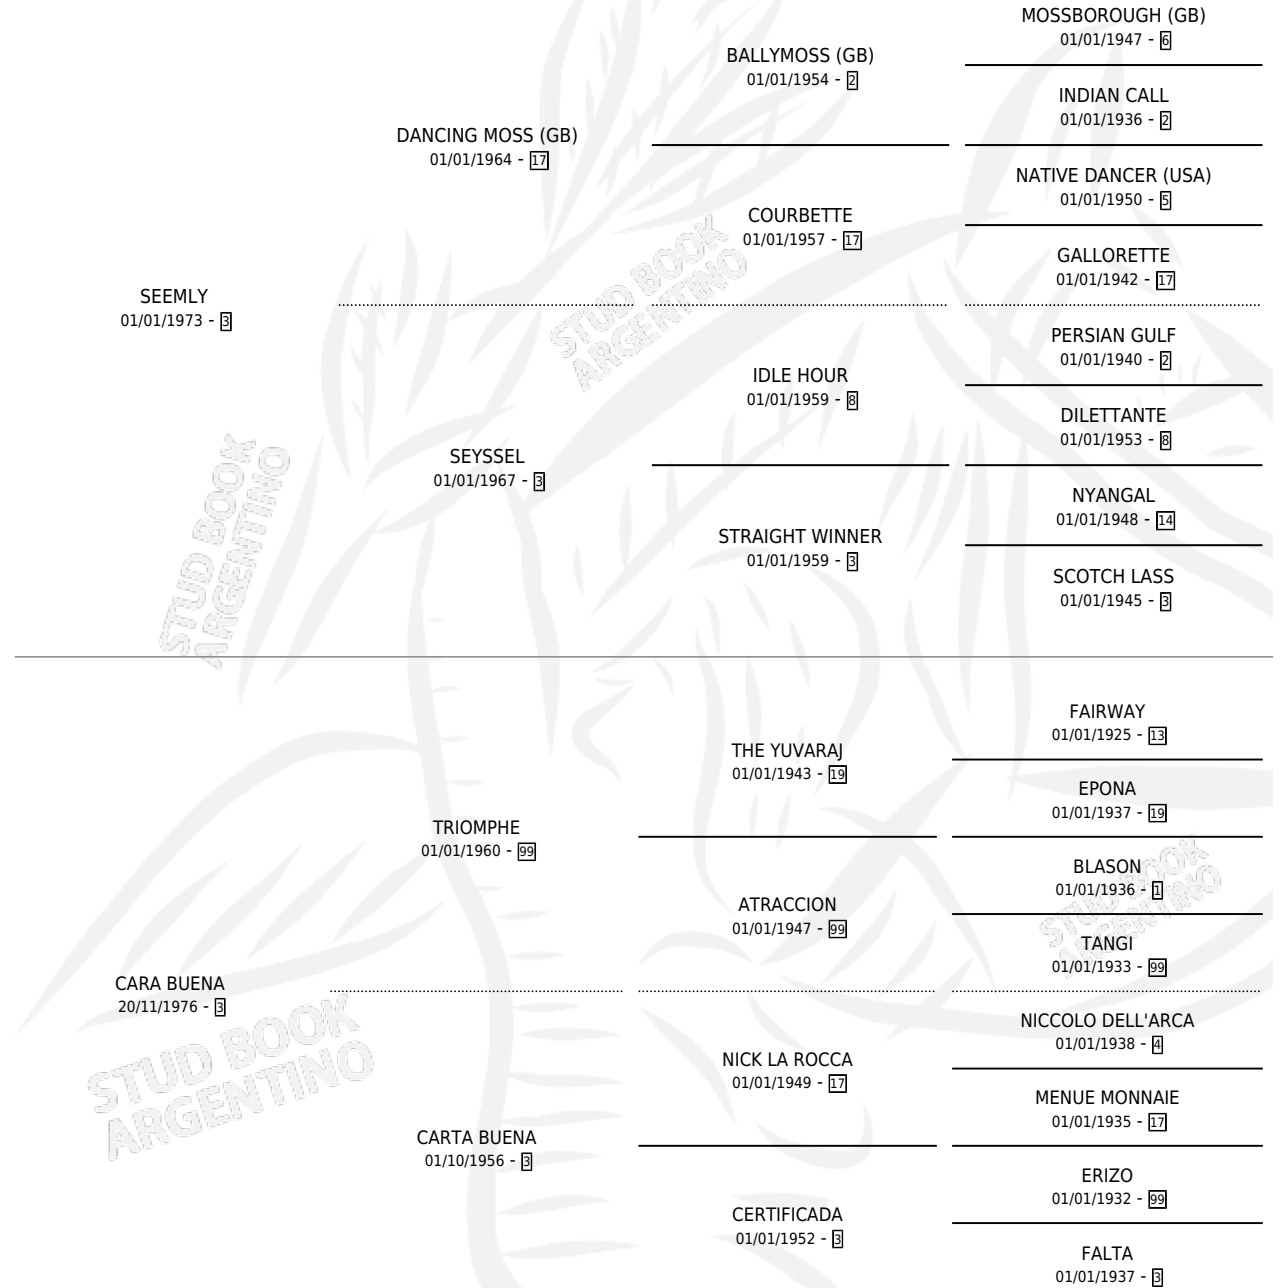 MOSSBOROUGH (GB)
01/01/1947 - 6
BALLYMOSS (GB)
01/01/1954 - 2
INDIAN CALL
01/01/1936 - 2
DANCING MOSS (GB)
01/01/1964 - 17
NATIVE DANCER (USA)
01/01/1950 - 5
COURBETTE
01/01/1957 - 17
GALLORETTE
01/01/1942 - 17
SEEMLY
01/01/1973 - 3
PERSIAN GULF
01/01/1940 - 2
IDLE HOUR
01/01/1959 - 8
DILETTANTE
01/01/1953 - 8
SEYSSEL
01/01/1967 - 3
NYANGAL
01/01/1948 - 14
STRAIGHT WINNER
01/01/1959 - 3
SCOTCH LASS
01/01/1945 - 3
STUD BOOK
ARGENTINO
STUD BOOK
ARGENTINO
FAIRWAY
01/01/1925 - 13
THE YUVARAJ
01/01/1943 - 19
EPONA
01/01/1937 - 19
TRIOMPHE
01/01/1960 - 99
BLASON
01/01/1936 - 1
ATRACCION
01/01/1947 - 99
TANGI
01/01/1933 - 99
CARA BUENA
20/11/1976 - 3
NICCOLO DELL'ARCA
01/01/1938 - 4
NICK LA ROCCA
01/01/1949 - 17
MENUE MONNAIE
01/01/1935 - 17
CARTA BUENA
01/10/1956 - 3
ERIZO
01/01/1932 - 99
CERTIFICADA
01/01/1952 - 3
FALTA
01/01/1937 - 3
STUD BOOK
ARGENTINO
STUD BOOK
ARGENTINO